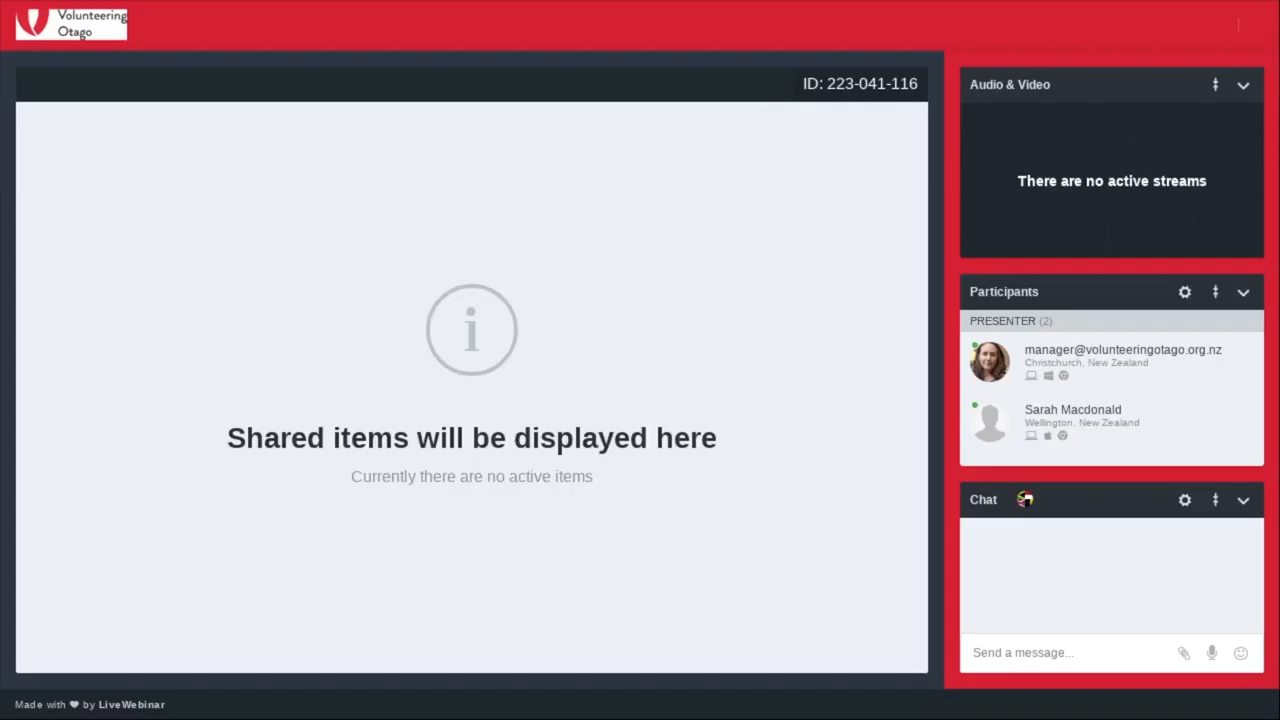 Volunteering
Otago
ID: 223-041-116
Shared items will be displayed here
Currently there are no active items
Audio & Video
There are no active streams
Participants
PRESENTER (2)
manager@volunteeringotago.org.nz
Christchurch, New Zealand
Sarah Macdonald
Wellington, New Zealand
Chat
Send a message...
Made with by LiveWebinar